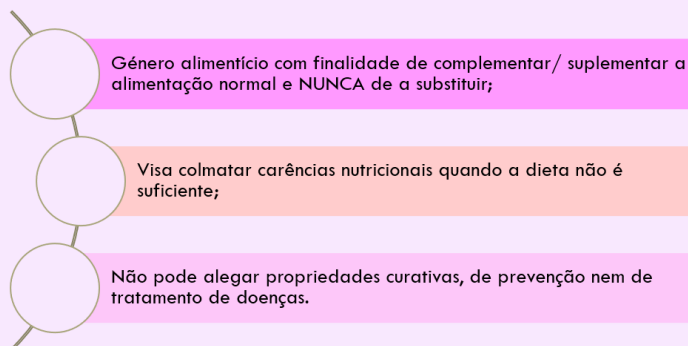 Género alimentício com finalidade de complementar/ suplementar a
alimentação normal e NUNCA de a substituir;
Visa colmatar carências nutricionais quando a dieta não é
suficiente;
Não pode alegar propriedades curativas, de prevenção nem de
tratamento de doenças.